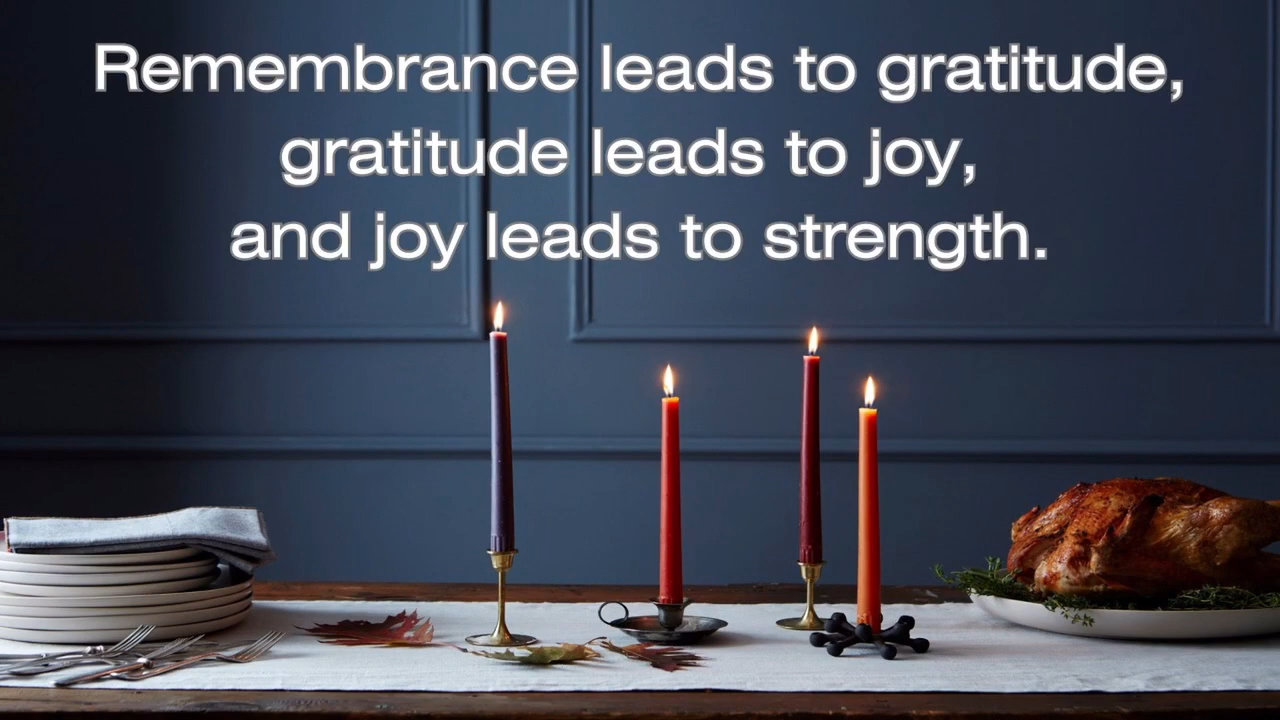 Remembrance leads to gratitude,
gratitude leads to joy,
and joy leads to strength.